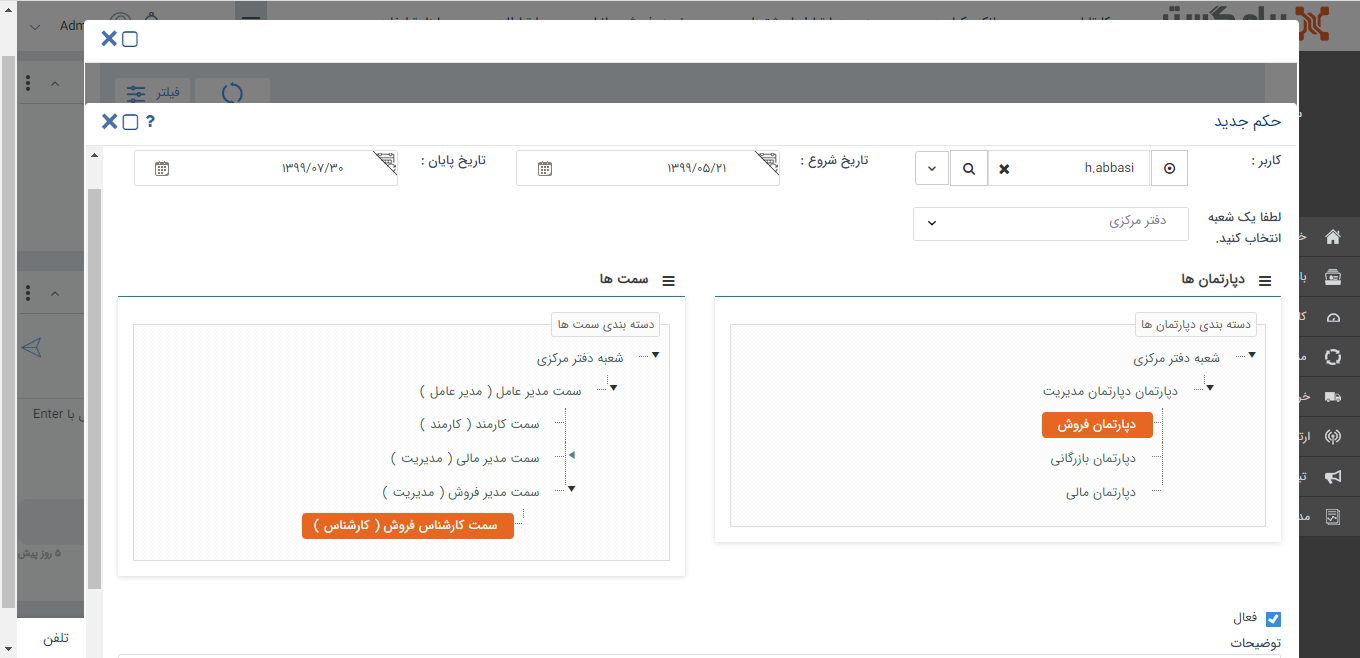 Adm
فیلتر
?
حکم جدید
کاربر :
h.abbasi
تاریخ شروع :
۱۳۹۹/۰۵/۲۱
تاریخ پایان :
۱۳۹۹/۰۷/۳۰
لطفا یک شعبه
انتخاب کنید.
دفتر مرکزی
دپارتمان ها
دسته بندی دپارتمان ها
شعبه دفتر مرکزی
دپارتمان دپارتمان مدیریت
دپارتمان فروش
دپارتمان بازرگانی
دپارتمان مالی
سمت ها
دسته بندی سمت ها
شعبه دفتر مرکزی
سمت مدیر عامل ( مدیر عامل )
سمت کارمند ( کارمند )
سمت مدیر مالی ( مدیریت )
سمت مدیر فروش ( مدیریت )
سمت کارشناس فروش ( کارشناس )
با Enter
۵ روز پیش
تلفن
فعال
توضیحات